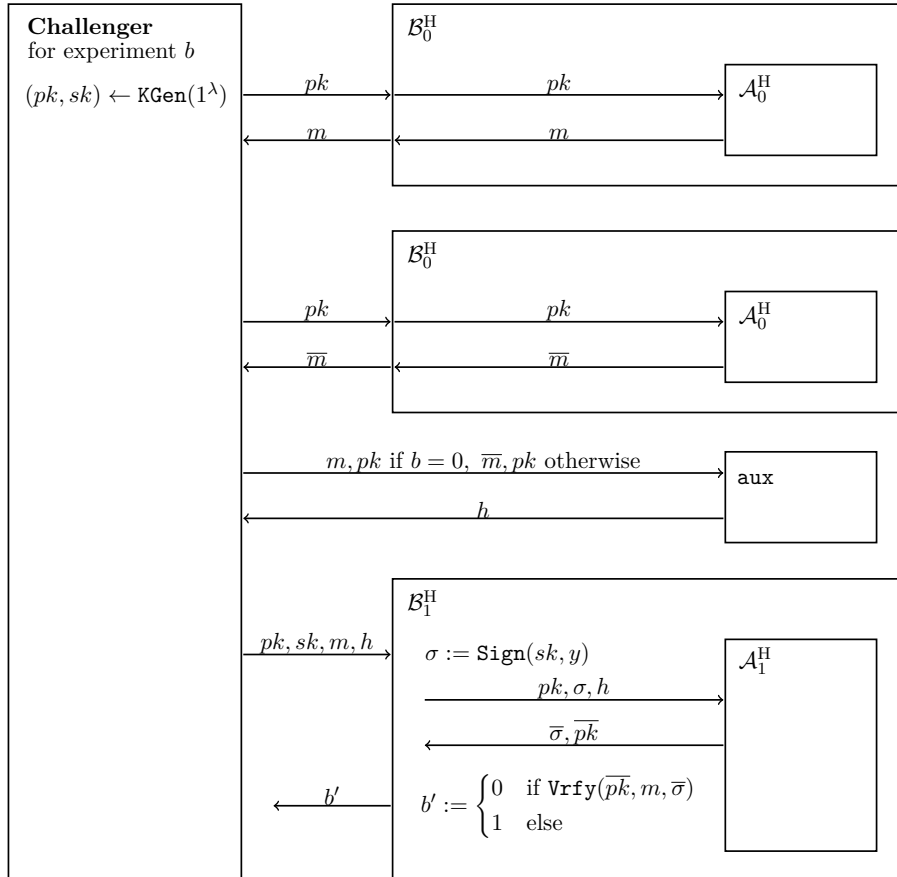 Challenger
for experiment b
(pk, sk) ← KGen(1^λ)
B_0^H
pk
pk
A_0^H
m
m
B_0^H
pk
pk
A_0^H
m̅
m̅
m, pk if b = 0, m̅, pk otherwise
aux
h
B_1^H
pk, sk, m, h
σ := Sign(sk, y)
A_1^H
pk, σ, h
σ̅, p̅k̅
b′
b′ := {0 if Vrfy(p̅k̅, m, σ̅)
1 else